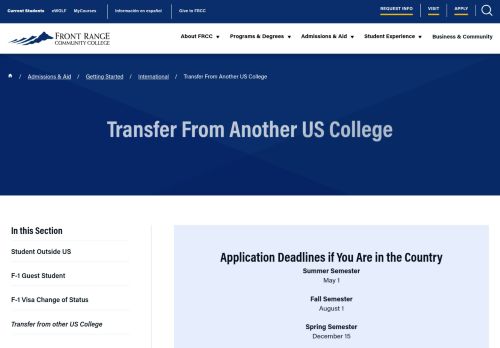 Current Students eWOLF MyCourses Información en español Give to FRCC REQUEST INFO VISIT APPLY
FRONT RANGE
COMMUNITY COLLEGE
About FRCC Programs & Degrees Admissions & Aid Student Experience Business & Community
/ Admissions & Aid / Getting Started / International / Transfer From Another US College
Transfer From Another US College
In this Section
Student Outside US
F-1 Guest Student
F-1 Visa Change of Status
Transfer from other US College
Application Deadlines if You Are in the Country
Summer Semester
May 1
Fall Semester
August 1
Spring Semester
December 15